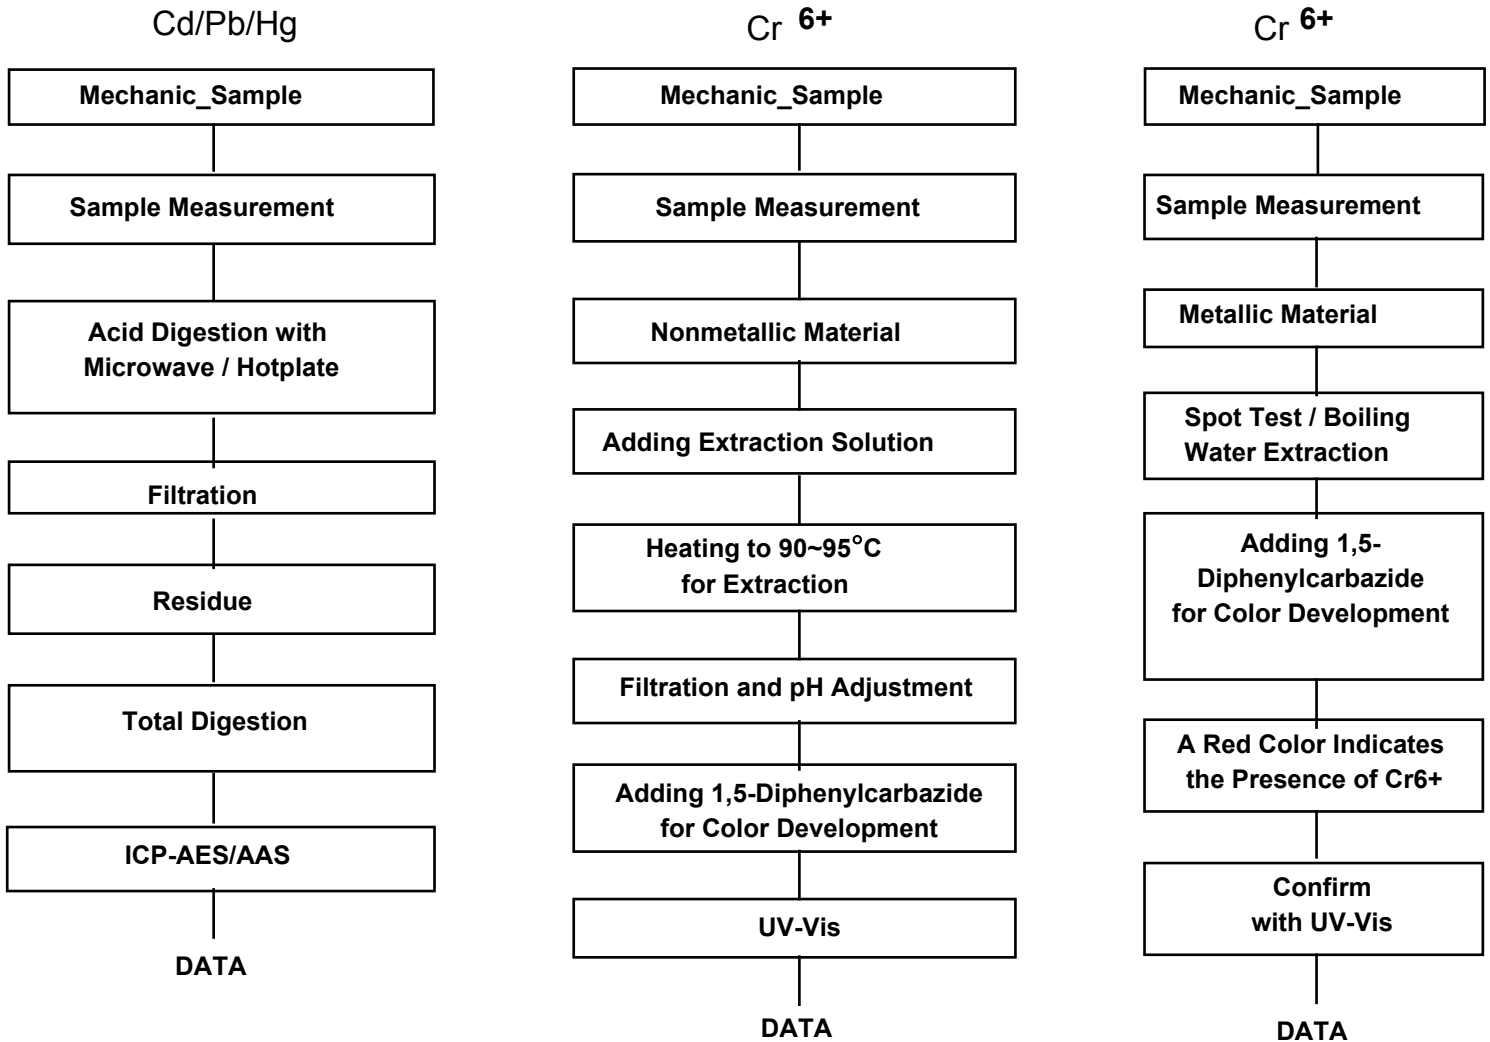 Cd/Pb/Hg
Mechanic_Sample
Sample Measurement
Acid Digestion with
Microwave / Hotplate
Filtration
Residue
Total Digestion
ICP-AES/AAS
DATA
Cr 6+
Mechanic_Sample
Sample Measurement
Nonmetallic Material
Adding Extraction Solution
Heating to 90~95°C
for Extraction
Filtration and pH Adjustment
Adding 1,5-Diphenylcarbazide
for Color Development
UV-Vis
DATA
Cr 6+
Mechanic_Sample
Sample Measurement
Metallic Material
Spot Test / Boiling
Water Extraction
Adding 1,5-
Diphenylcarbazide
for Color Development
A Red Color Indicates
the Presence of Cr6+
Confirm
with UV-Vis
DATA